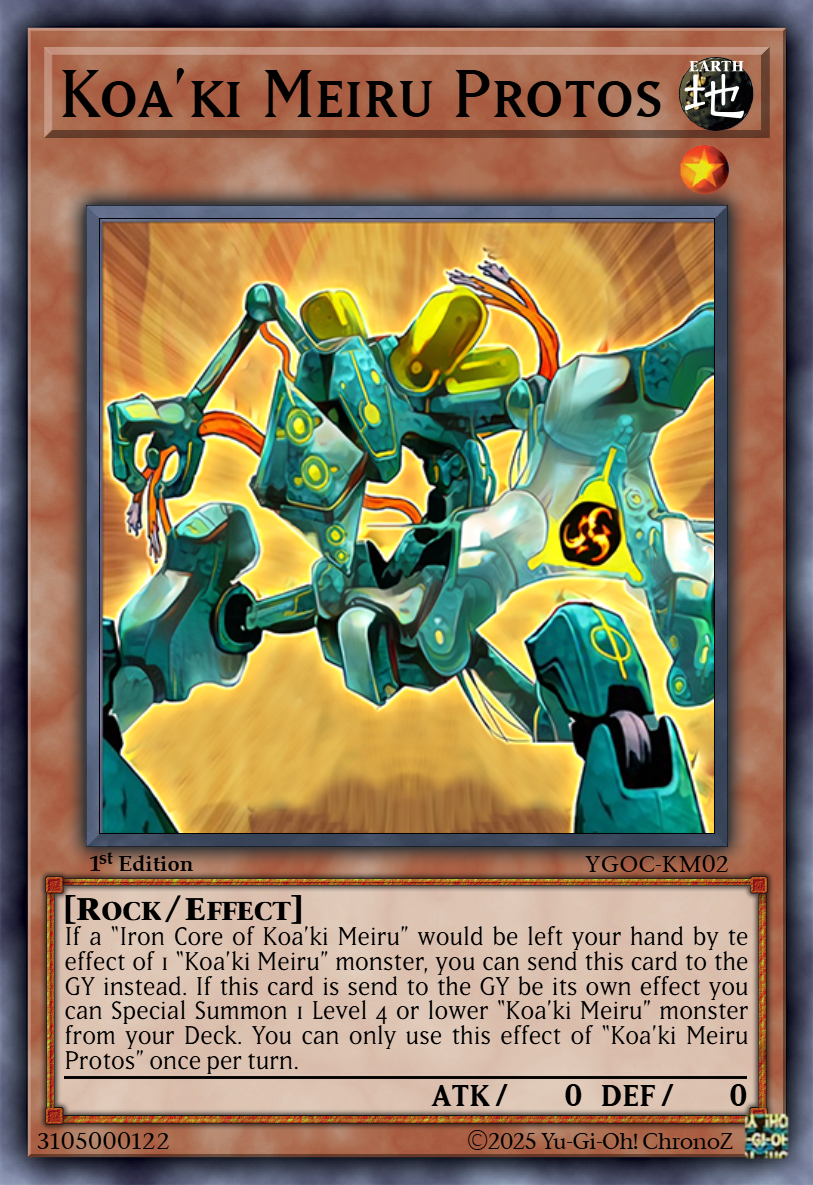 Koa'ki Meiru Protos
EARTH
地
1st Edition
YGOC-KM02
[Rock/Effect]
If a “Iron Core of Koa'ki Meiru” would be left your hand by te
effect of 1 “Koa'ki Meiru” monster, you can send this card to the
GY instead. If this card is send to the GY be its own effect you
can Special Summon 1 Level 4 or lower “Koa'ki Meiru” monster
from your Deck. You can only use this effect of “Koa'ki Meiru
Protos” once per turn.
ATK/ 0 DEF/ 0
3105000122
©2025 Yu-Gi-Oh! ChronoZ